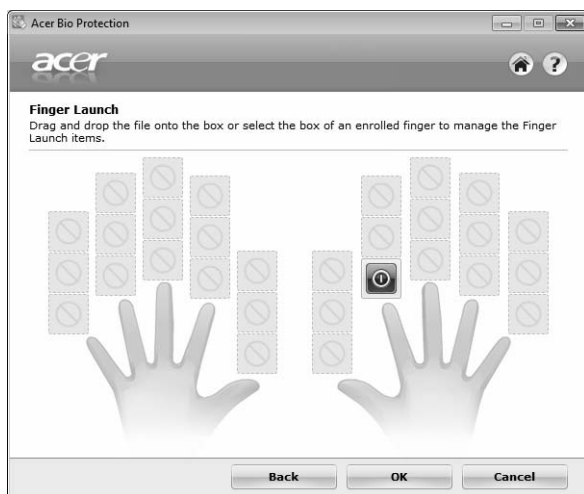 Acer Bio Protection
acer
?
Finger Launch
Drag and drop the file onto the box or select the box of an enrolled finger to manage the Finger
Launch items.
Back OK Cancel